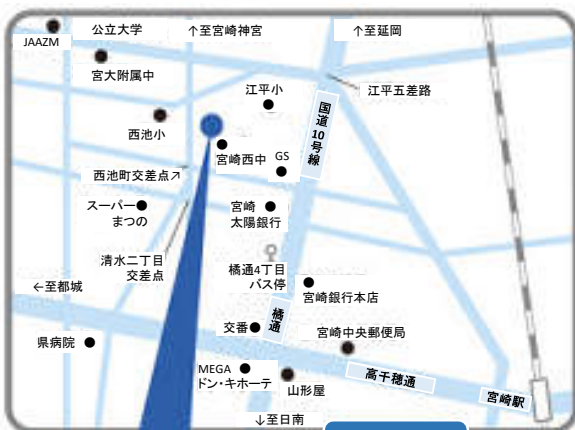 公立大学
↑至宮崎神宮
↑至延岡
JAAZM
宮大附属中
江平小
江平五差路
国道10号線
西池小
宮崎西中
GS
西池町交差点↗
スーパー
まつの
宮崎
太陽銀行
清水二丁目
交差点
橘通4丁目
バス停
←至都城
宮崎銀行本店
橘通
交番
宮崎中央郵便局
県病院
MEGA
ドン・キホーテ
山形屋
高千穂通
宮崎駅
↓至日南